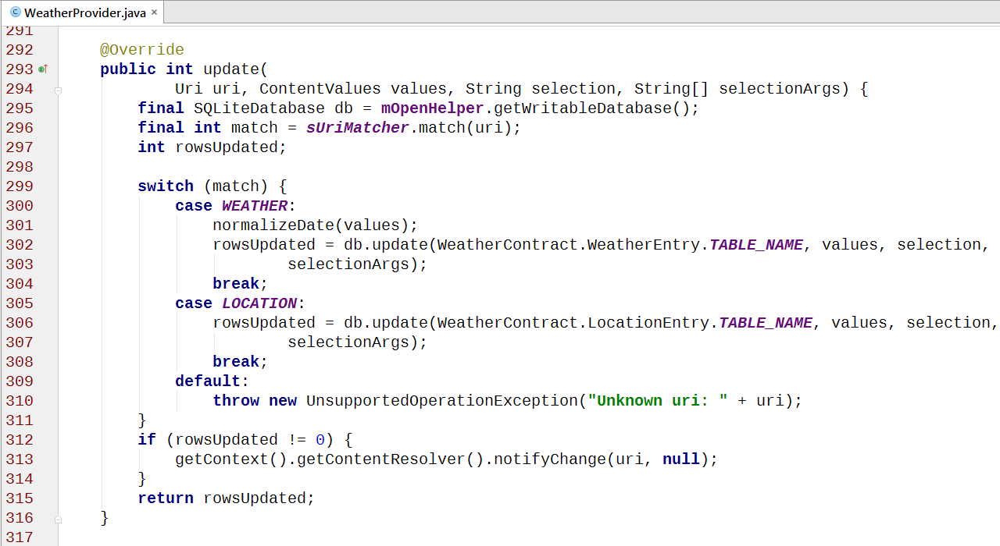 C WeatherProvider.java ×
291
292 @Override
293 public int update(
294 Uri uri, ContentValues values, String selection, String[] selectionArgs) {
295 final SQLiteDatabase db = mOpenHelper.getWritableDatabase();
296 final int match = sUriMatcher.match(uri);
297 int rowsUpdated;
298
299 switch (match) {
300 case WEATHER:
301 normalizeDate(values);
302 rowsUpdated = db.update(WeatherContract.WeatherEntry.TABLE_NAME, values, selection,
303 selectionArgs);
304 break;
305 case LOCATION:
306 rowsUpdated = db.update(WeatherContract.LocationEntry.TABLE_NAME, values, selection,
307 selectionArgs);
308 break;
309 default:
310 throw new UnsupportedOperationException("Unknown uri: " + uri);
311 }
312 if (rowsUpdated != 0) {
313 getContext().getContentResolver().notifyChange(uri, null);
314 }
315 return rowsUpdated;
316 }
317